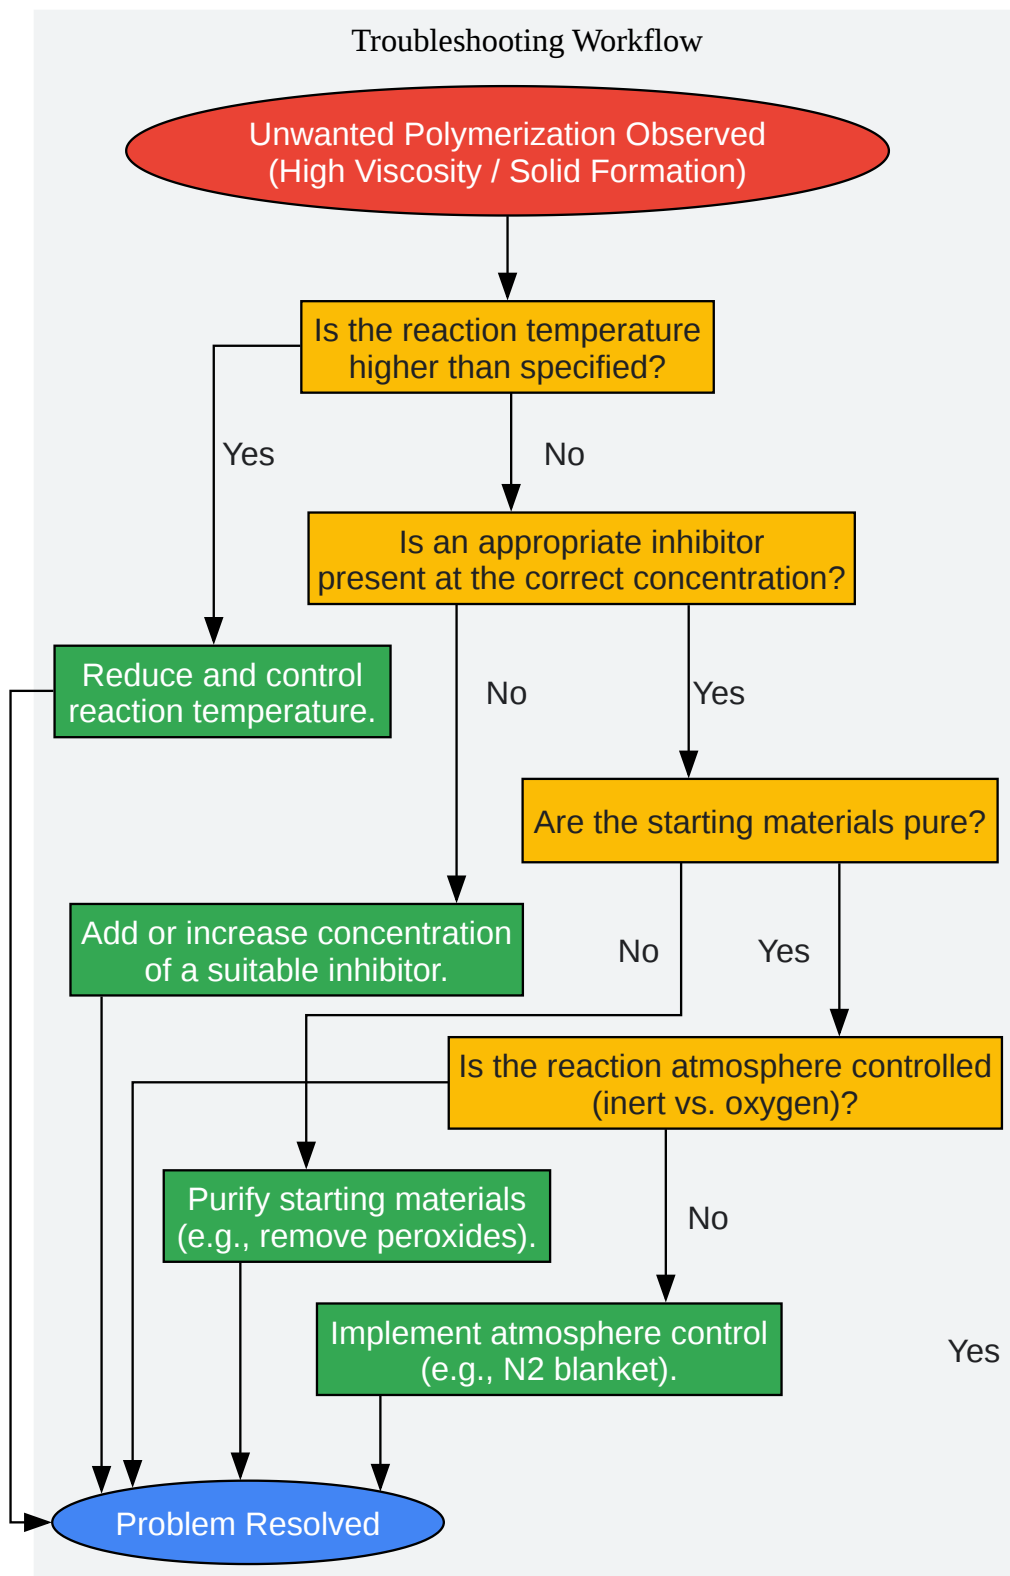 Troubleshooting Workflow
Unwanted Polymerization Observed
(High Viscosity / Solid Formation)
Is the reaction temperature
higher than specified?
Yes
No
Is an appropriate inhibitor
present at the correct concentration?
Reduce and control
reaction temperature.
No
Yes
Are the starting materials pure?
Add or increase concentration
of a suitable inhibitor.
No
Yes
Is the reaction atmosphere controlled
(inert vs. oxygen)?
Purify starting materials
(e.g., remove peroxides).
No
Implement atmosphere control
(e.g., N2 blanket).
Yes
Problem Resolved